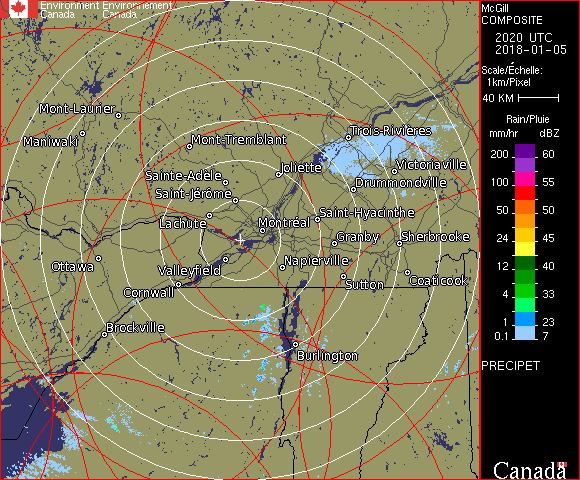 Environment Environnement
Canada Canada
McGill
COMPOSITE
2020 UTC
2018-01-05
Scale/Échelle:
1km/Pixel
40 KM
Rain/Pluie
mm/hr dBZ
200 60
100 55
50 50
24 45
12 40
4 33
1 23
0.1 7
PRECIPET
Mont-Laurier
Maniwaki
Mont-Tremblant
Trois-Rivières
Joliette
Victoriaville
Sainte-Adèle
Drummondville
Saint-Jérôme
Saint-Hyacinthe
Lachute
Montréal
Granby
Sherbrooke
Ottawa
Valleyfield
Napierville
Sutton
Coaticook
Cornwall
Brockville
Burlington
Canada